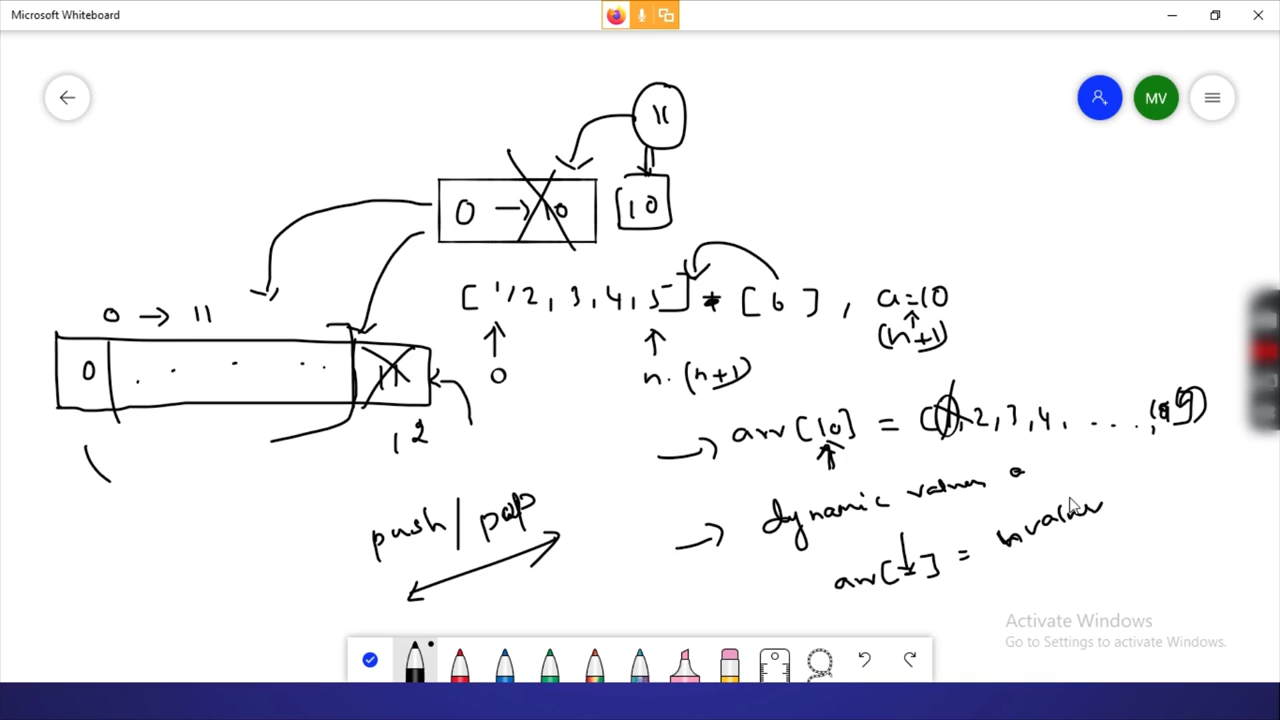 Microsoft Whiteboard
MV
11
0 → 10
10
[ 1, 2, 3, 4, 5 ] * [ 6 ] , a=10
(n+1)
0 → 11
0
n. (n+1)
0 . . . . . 11
12
→ arr [10] = [1, 2, 3, 4, . . . . ,
push / pop
→ dynamic values
arr [ ] = n values
Activate Windows
Go to Settings to activate Windows.